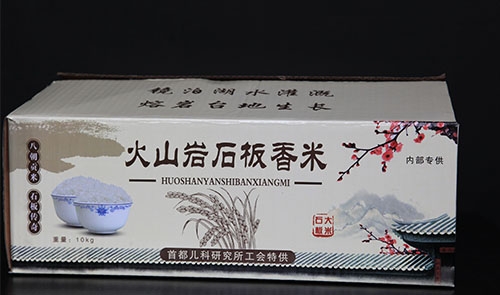 镜泊湖水灌溉
熔岩台地生长
八朝贡米
石板传奇
火山岩石板香米
HUOSHANYANSHIBANXIANGMI
内部专供
重量：10kg
石板大米
首都儿科研究所工会特供